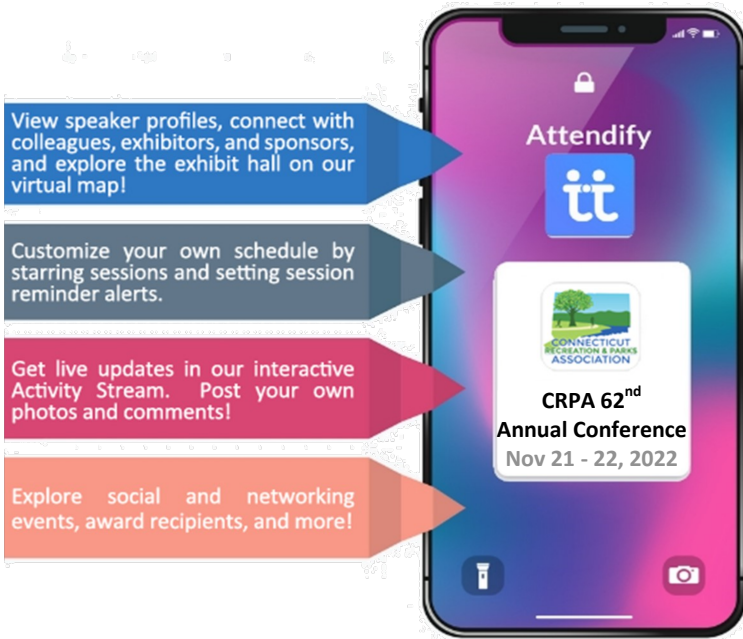 View speaker profiles, connect with
colleagues, exhibitors, and sponsors,
and explore the exhibit hall on our
virtual map!
Customize your own schedule by
starring sessions and setting session
reminder alerts.
Get live updates in our interactive
Activity Stream. Post your own
photos and comments!
Explore social and networking
events, award recipients, and more!
Attendify
tt
CONNECTICUT
RECREATION & PARKS
ASSOCIATION
CRPA 62nd
Annual Conference
Nov 21 - 22, 2022